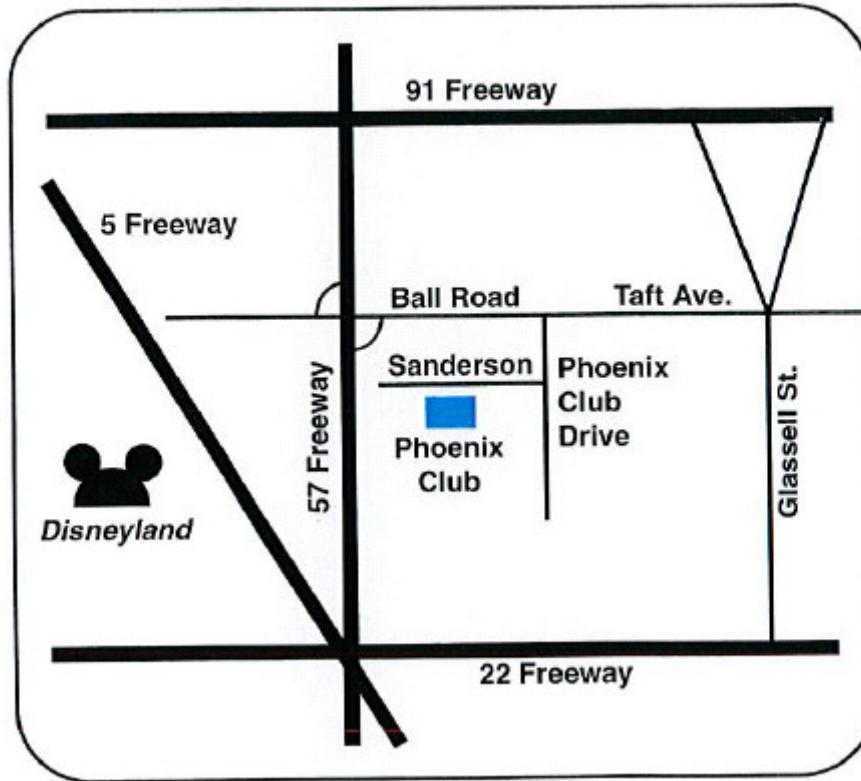 91 Freeway
5 Freeway
Ball Road
Taft Ave.
Sanderson
Phoenix
Club
Drive
57 Freeway
Phoenix
Club
Glassell St.
Disneyland
22 Freeway